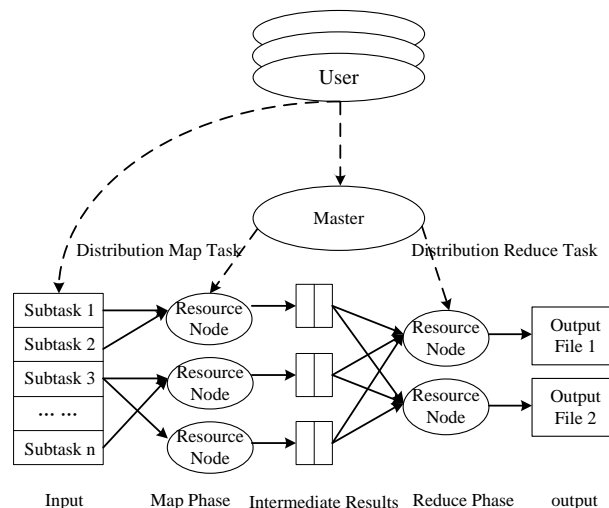 User
Master
Distribution Map Task
Distribution Reduce Task
Subtask 1
Subtask 2
Subtask 3
... ...
Subtask n
Resource
Node
Resource
Node
Resource
Node
Resource
Node
Resource
Node
Output
File 1
Output
File 2
Input
Map Phase
Intermediate Results
Reduce Phase
output